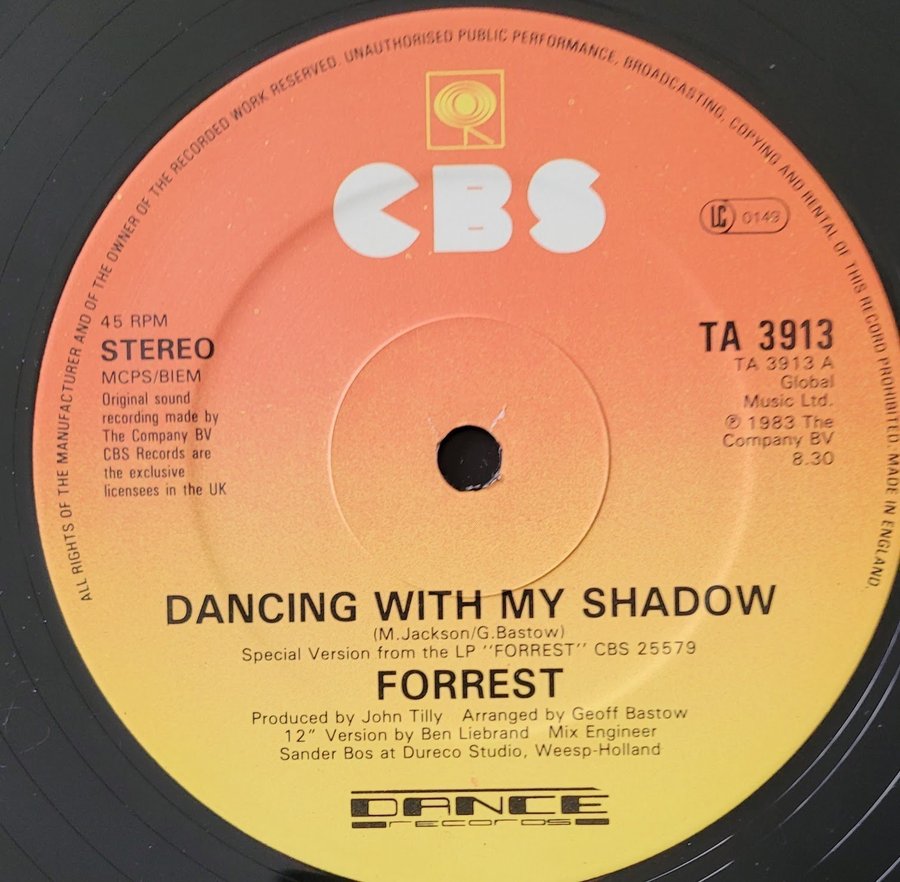 ALL RIGHTS OF THE MANUFACTURER AND OF THE OWNER OF THE RECORDED WORK RESERVED. UNAUTHORISED PUBLIC PERFORMANCE, BROADCASTING, COPYING AND RENTAL OF THIS RECORD PROHIBITED. MADE IN ENGLAND.
CBS
LC 0149
45 RPM
STEREO
MCPS/BIEM
Original sound
recording made by
The Company BV
CBS Records are
the exclusive
licensees in the UK
TA 3913
TA 3913 A
Global
Music Ltd.
℗ 1983 The
Company BV
8.30
DANCING WITH MY SHADOW
(M.Jackson/G.Bastow)
Special Version from the LP "FORREST" CBS 25579
FORREST
Produced by John Tilly Arranged by Geoff Bastow
12" Version by Ben Liebrand Mix Engineer
Sander Bos at Dureco Studio, Weesp-Holland
DANCE
records